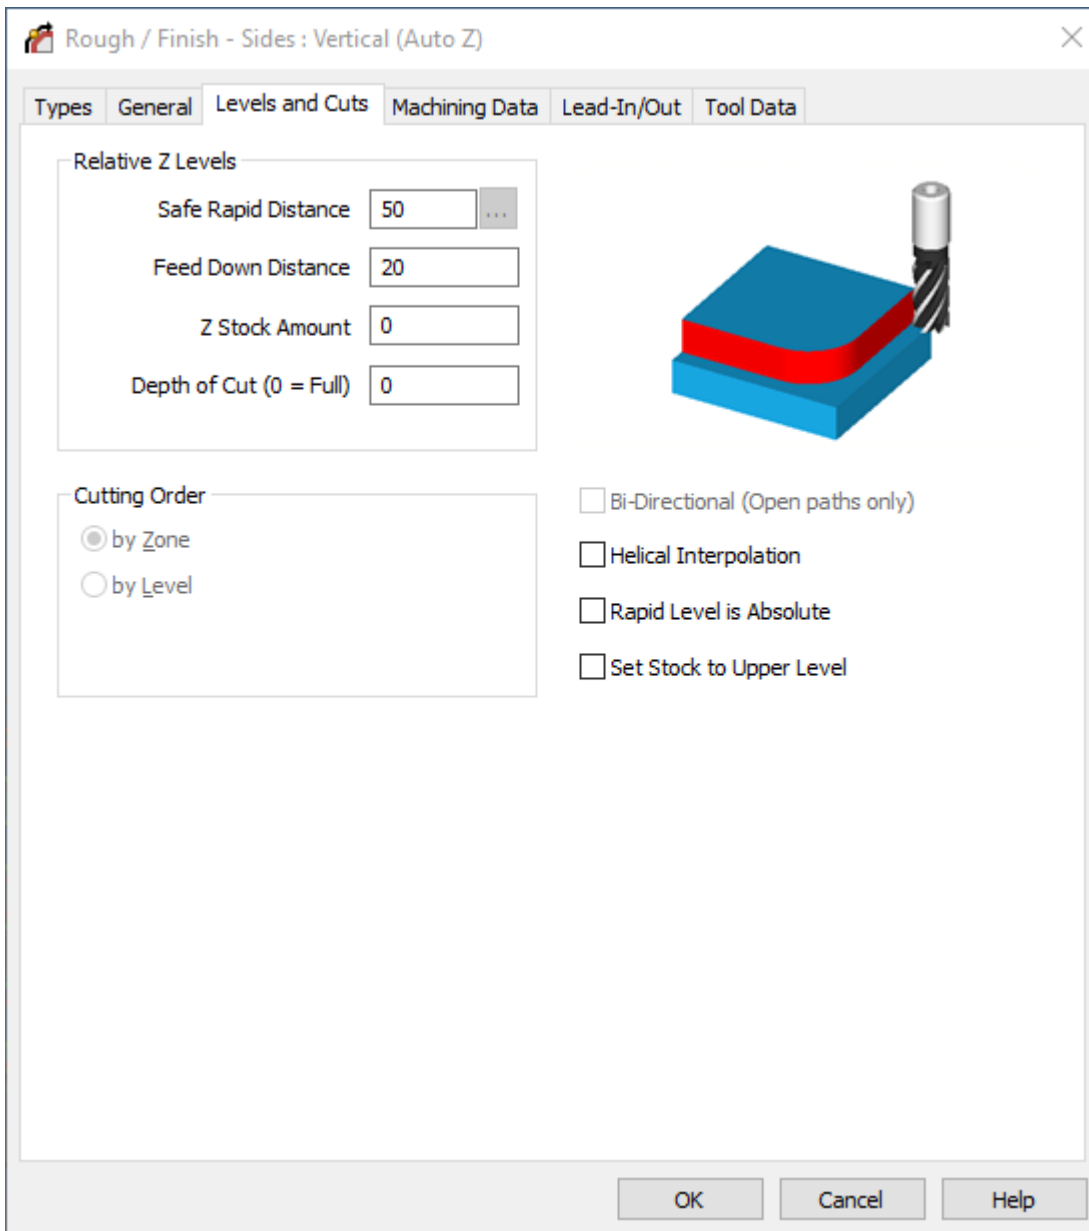 Rough / Finish - Sides : Vertical (Auto Z)
Types General Levels and Cuts Machining Data Lead-In/Out Tool Data
Relative Z Levels
Safe Rapid Distance 50 ...
Feed Down Distance 20
Z Stock Amount 0
Depth of Cut (0 = Full) 0
Cutting Order
by Zone
by Level
Bi-Directional (Open paths only)
Helical Interpolation
Rapid Level is Absolute
Set Stock to Upper Level
OK Cancel Help